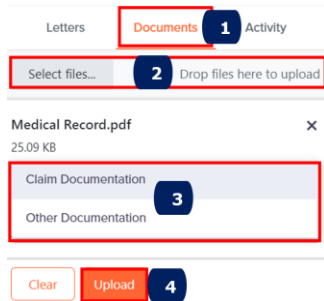 Letters Documents 1 Activity
Select files... 2 Drop files here to upload
Medical Record.pdf ×
25.09 KB
Claim Documentation
3
Other Documentation
Clear Upload 4